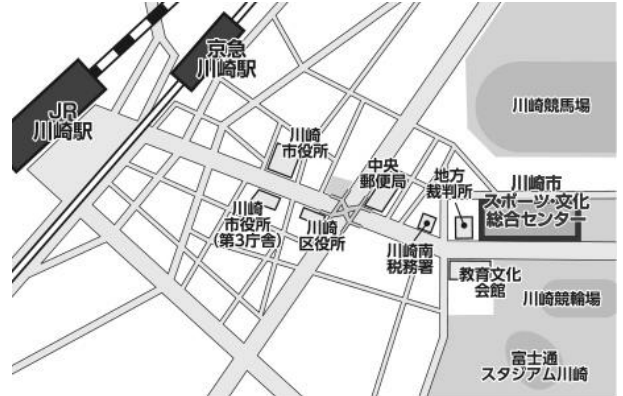 京急
川崎駅
JR
川崎駅
川崎競馬場
川崎
市役所
中央
郵便局
地方
裁判所
川崎市
スポーツ・文化
総合センター
川崎
市役所
(第3庁舎)
川崎
区役所
川崎南
税務署
教育文化
会館
川崎競輪場
富士通
スタジアム川崎